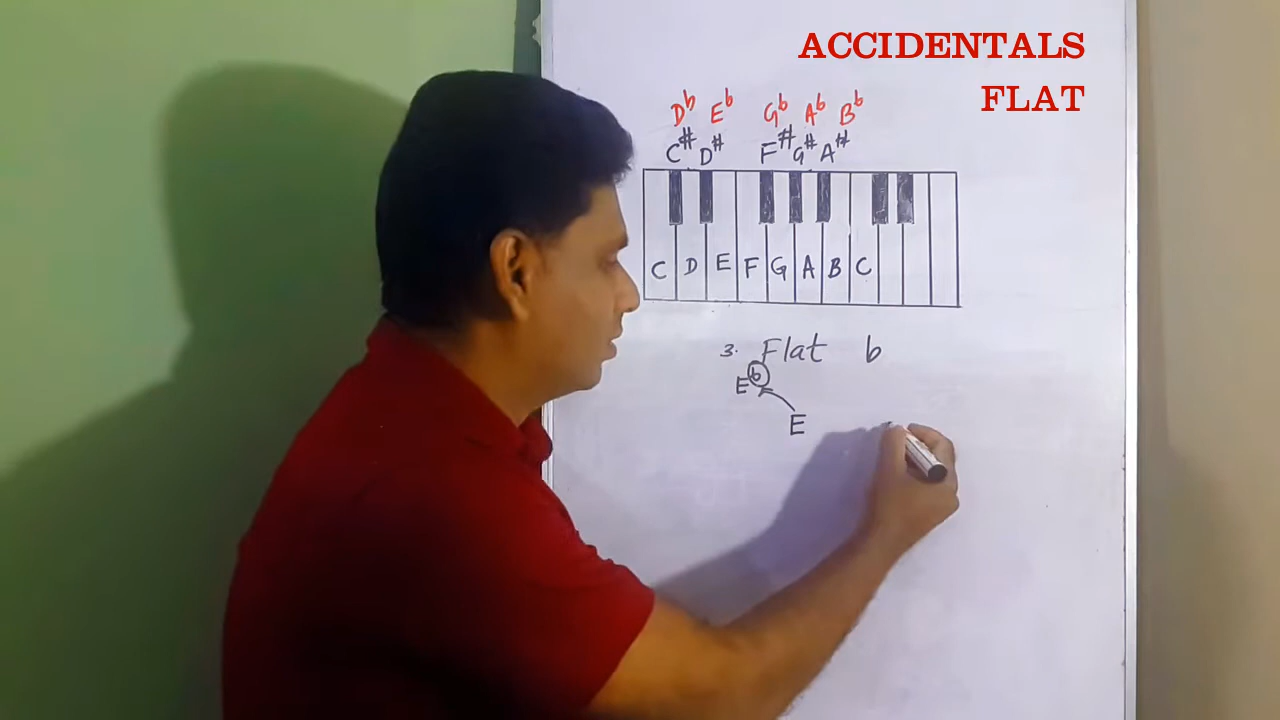 ACCIDENTALS
FLAT
Db Eb Gb Ab Bb
C# D# F# G# A#
C D E F G A B C
3. Flat b
Eb
E